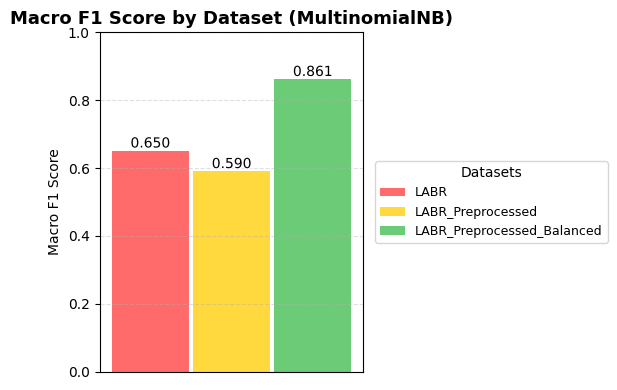 Macro F1 Score by Dataset (MultinomialNB)
1.0
0.8
0.6
0.4
0.2
0.0
Macro F1 Score
0.650
0.590
0.861
Datasets
LABR
LABR_Preprocessed
LABR_Preprocessed_Balanced